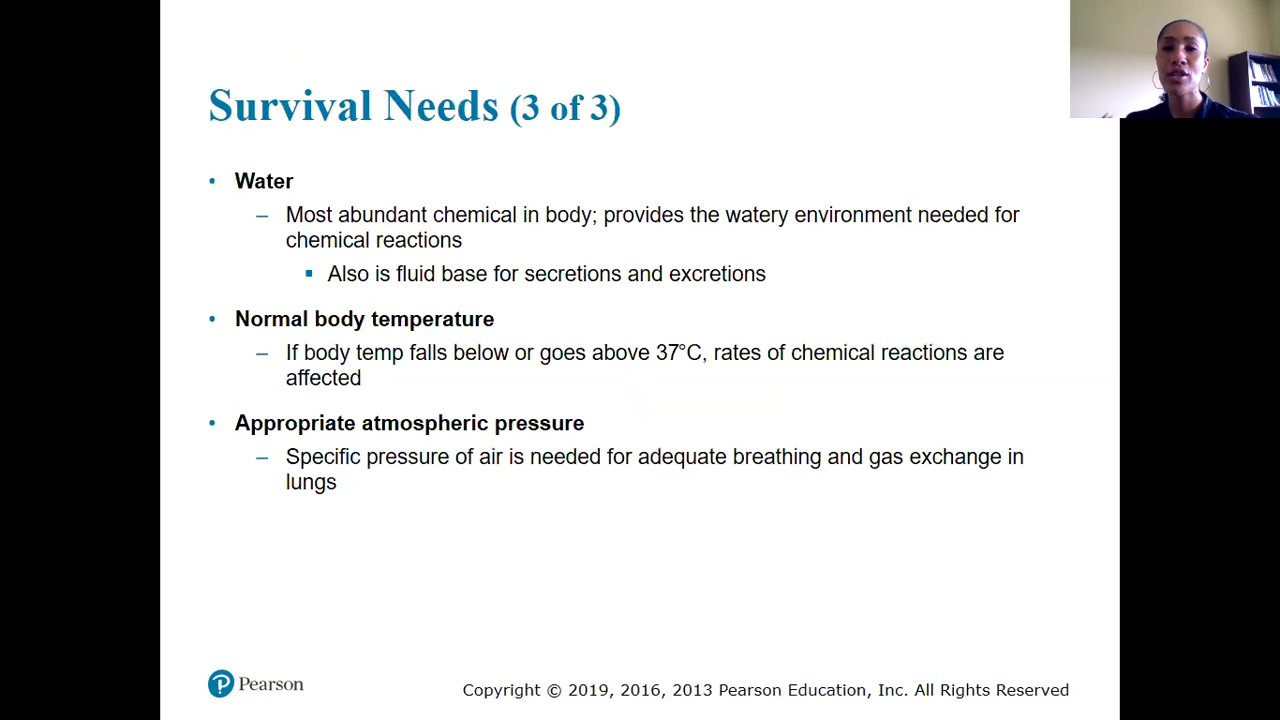 Survival Needs (3 of 3)
• Water
– Most abundant chemical in body; provides the watery environment needed for
chemical reactions
▪ Also is fluid base for secretions and excretions
• Normal body temperature
– If body temp falls below or goes above 37°C, rates of chemical reactions are
affected
• Appropriate atmospheric pressure
– Specific pressure of air is needed for adequate breathing and gas exchange in
lungs
P Pearson
Copyright © 2019, 2016, 2013 Pearson Education, Inc. All Rights Reserved